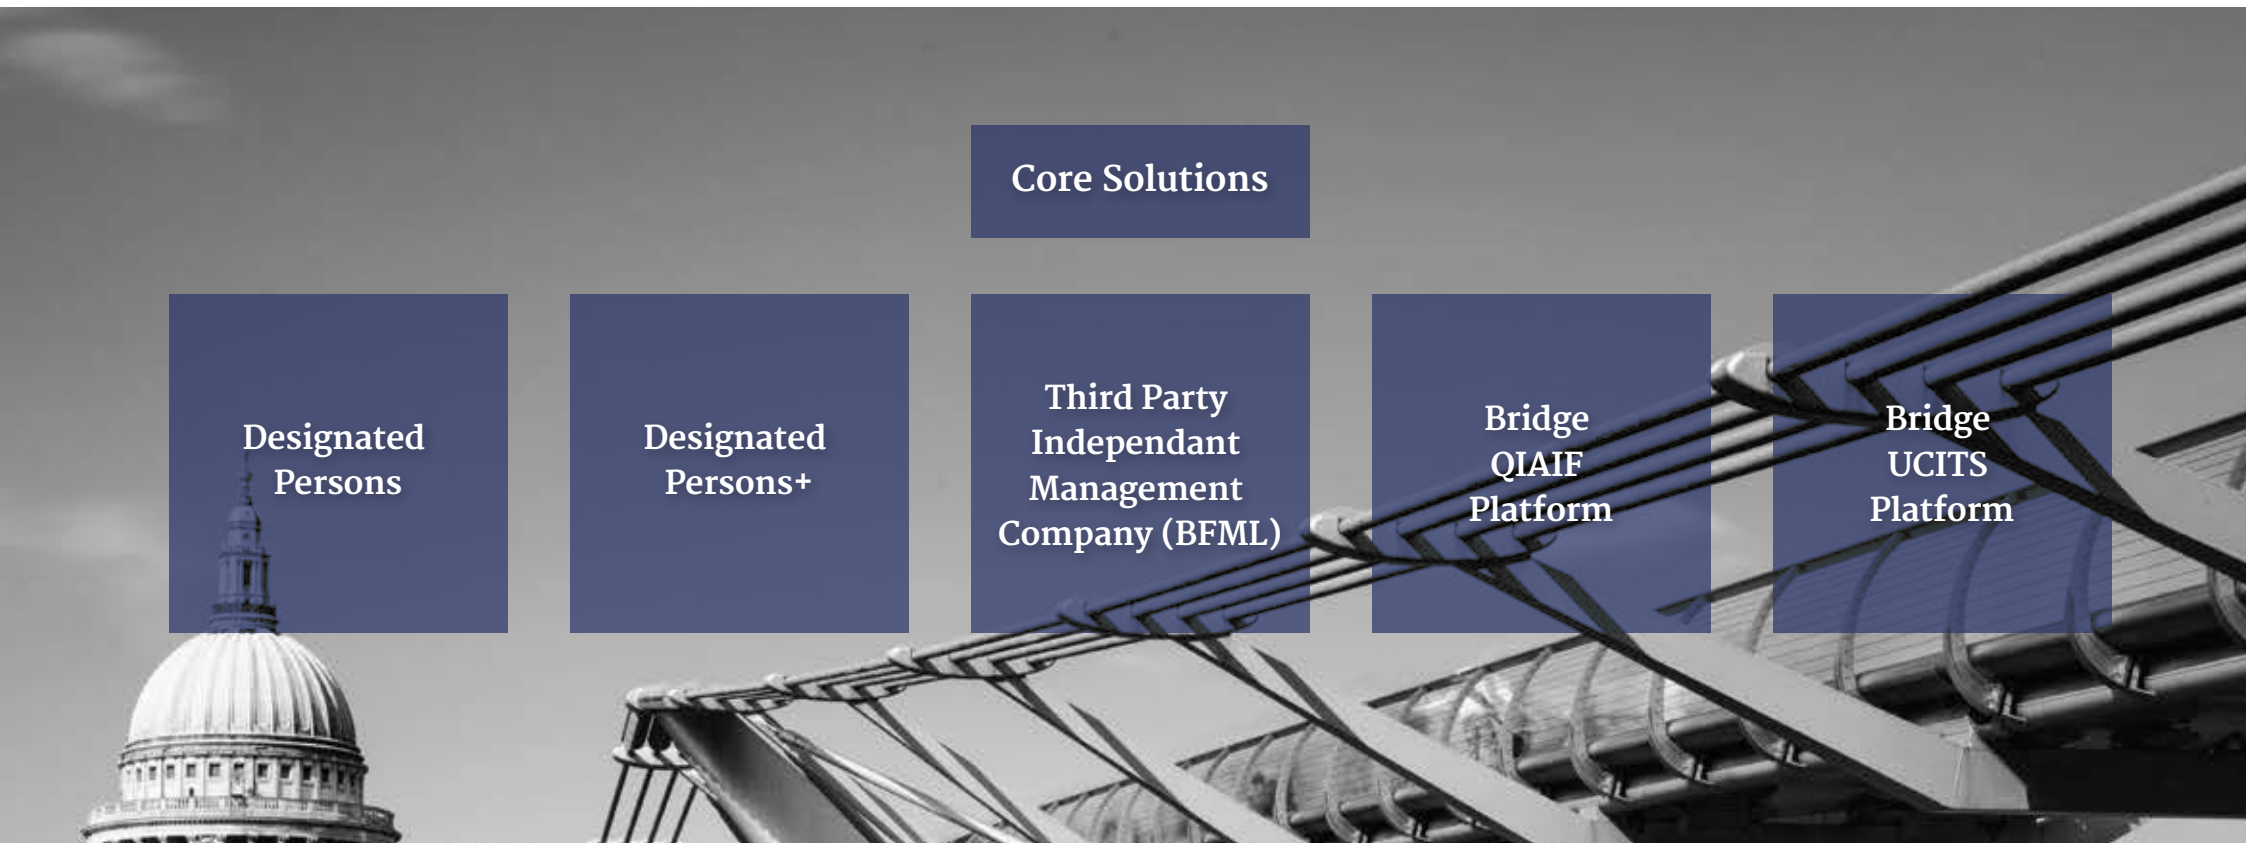 Core Solutions
Designated
Persons
Designated
Persons+
Third Party
Independant
Management
Company (BFML)
Bridge
QIAIF
Platform
Bridge
UCITS
Platform